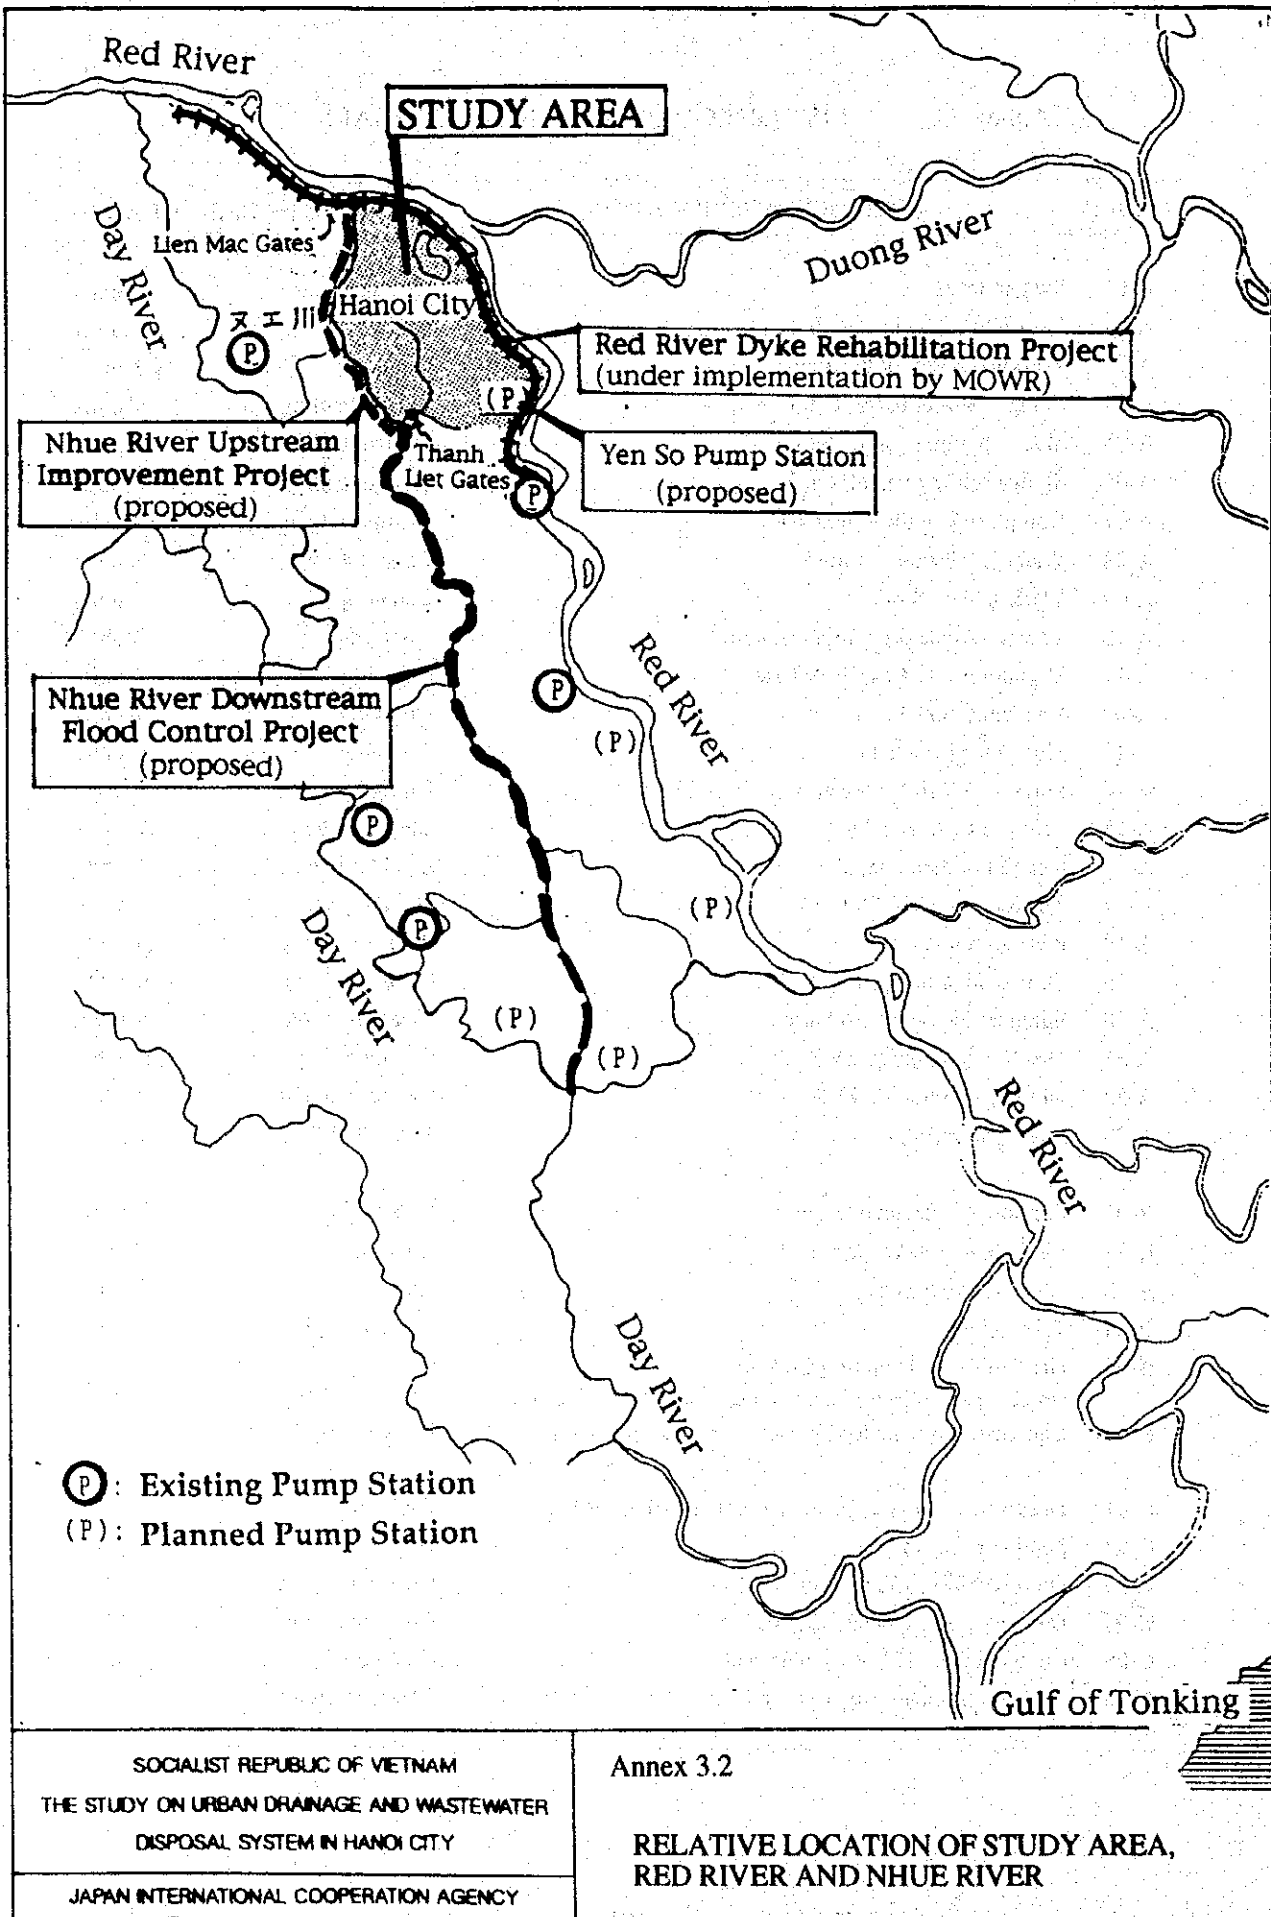 Red River
STUDY AREA
Day River
Lien Mac Gates
Duong River
ヌエ川
Hanoi City
(P)
Red River Dyke Rehabilitation Project
(under implementation by MOWR)
(P)
Nhue River Upstream
Improvement Project
(proposed)
Thanh
Liet Gates
Yen So Pump Station
(proposed)
(P)
Red River
(P)
(P)
Nhue River Downstream
Flood Control Project
(proposed)
(P)
(P)
(P)
Day River
(P)
(P)
Red River
Day River
(P): Existing Pump Station
(P): Planned Pump Station
Gulf of Tonking
SOCIALIST REPUBLIC OF VIETNAM
THE STUDY ON URBAN DRAINAGE AND WASTEWATER
DISPOSAL SYSTEM IN HANOI CITY
JAPAN INTERNATIONAL COOPERATION AGENCY
Annex 3.2
RELATIVE LOCATION OF STUDY AREA,
RED RIVER AND NHUE RIVER